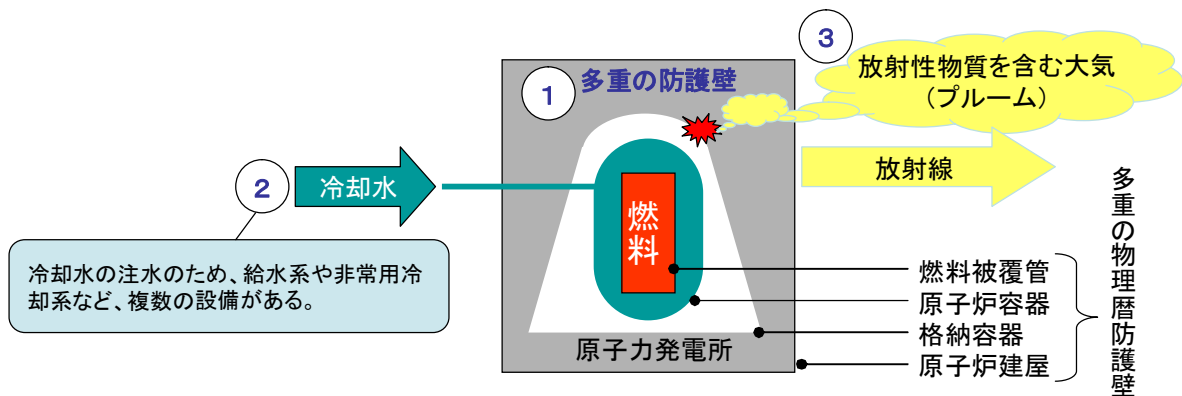 ③
放射性物質を含む大気
(プルーム)
①
多重の防護壁
放射線
②
冷却水
燃料
冷却水の注水のため、給水系や非常用冷
却系など、複数の設備がある。
原子力発電所
燃料被覆管
原子炉容器
格納容器
原子炉建屋
多重の物理暦防護壁